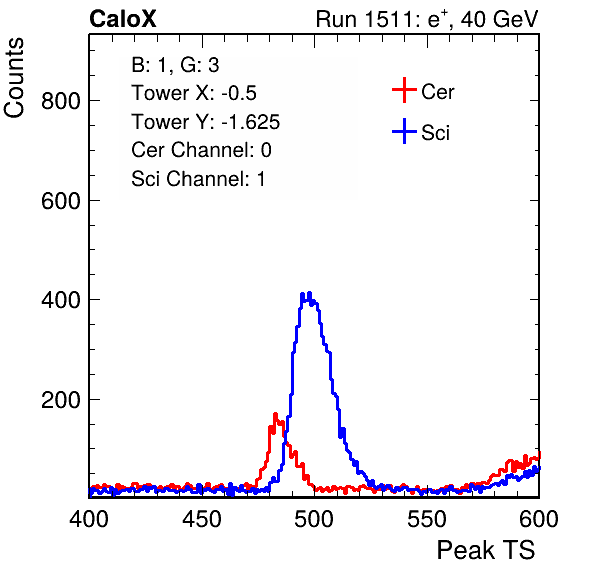 CaloX Run 1511: e⁺, 40 GeV
Counts
B: 1, G: 3
Tower X: -0.5
Tower Y: -1.625
Cer Channel: 0
Sci Channel: 1
Cer
Sci
800
600
400
200
400 450 500 550 600
Peak TS